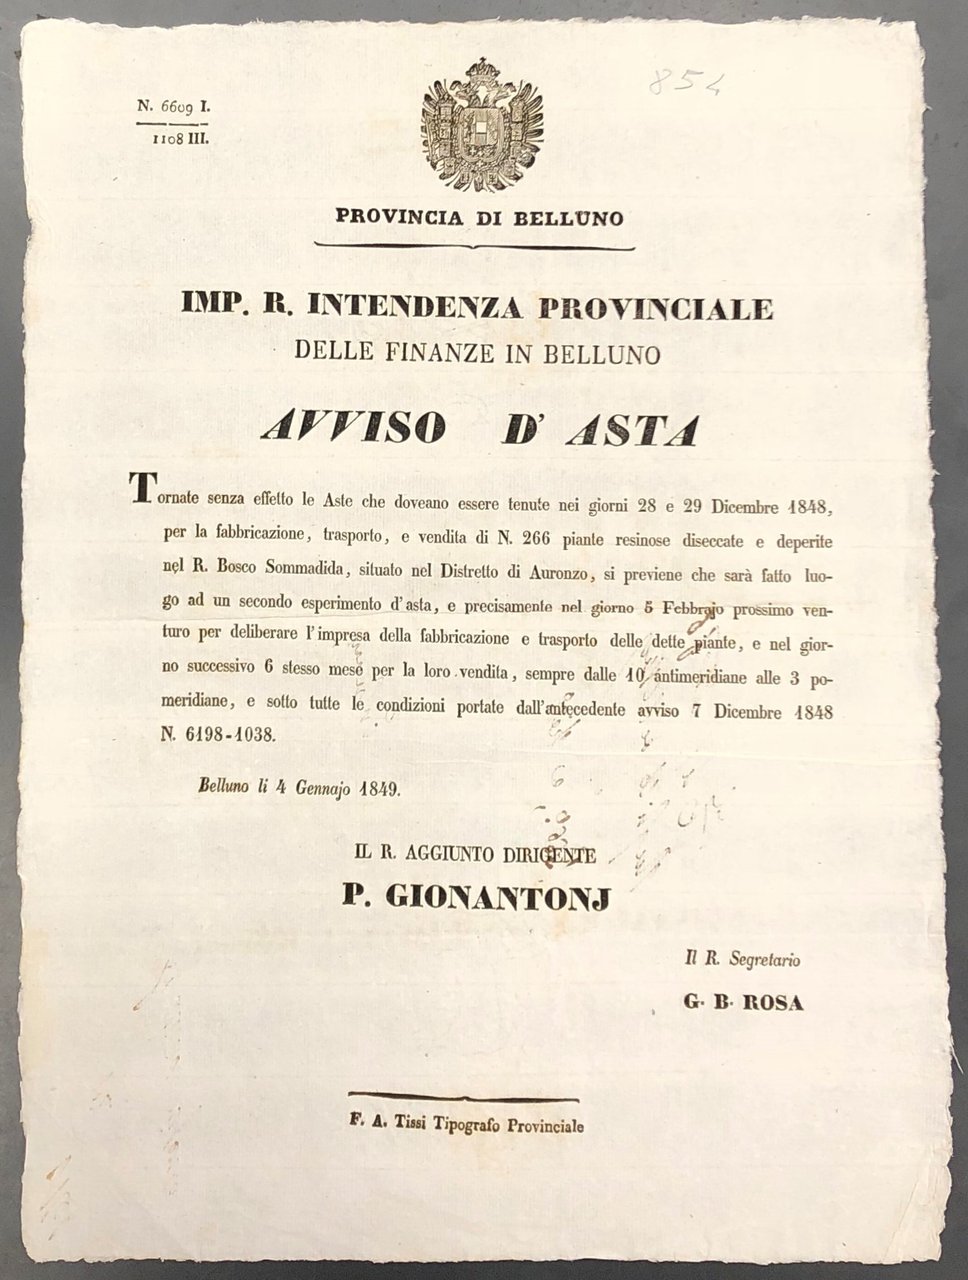 854
N. 6609 I.
1108 III.
PROVINCIA DI BELLUNO
IMP. R. INTENDENZA PROVINCIALE
DELLE FINANZE IN BELLUNO
AVVISO D' ASTA
Tornate senza effetto le Aste che doveano essere tenute nei giorni 28 e 29 Dicembre 1848,
per la fabbricazione, trasporto, e vendita di N. 266 piante resinose diseccate e deperite
nel R. Bosco Sommadida, situato nel Distretto di Auronzo, si previene che sarà fatto luo-
go ad un secondo esperimento d'asta, e precisamente nel giorno 5 Febbrajo prossimo ven-
turo per deliberare l'impresa della fabbricazione e trasporto delle dette piante, e nel gior-
no successivo 6 stesso mese per la loro vendita, sempre dalle 10 antimeridiane alle 3 po-
meridiane, e sotto tutte le condizioni portate dall'antecedente avviso 7 Dicembre 1848
N. 6198-1038.
Belluno li 4 Gennajo 1849.
IL R. AGGIUNTO DIRIGENTE
P. GIONANTONJ
Il R. Segretario
G. B. ROSA
F. A. Tissi Tipografo Provinciale